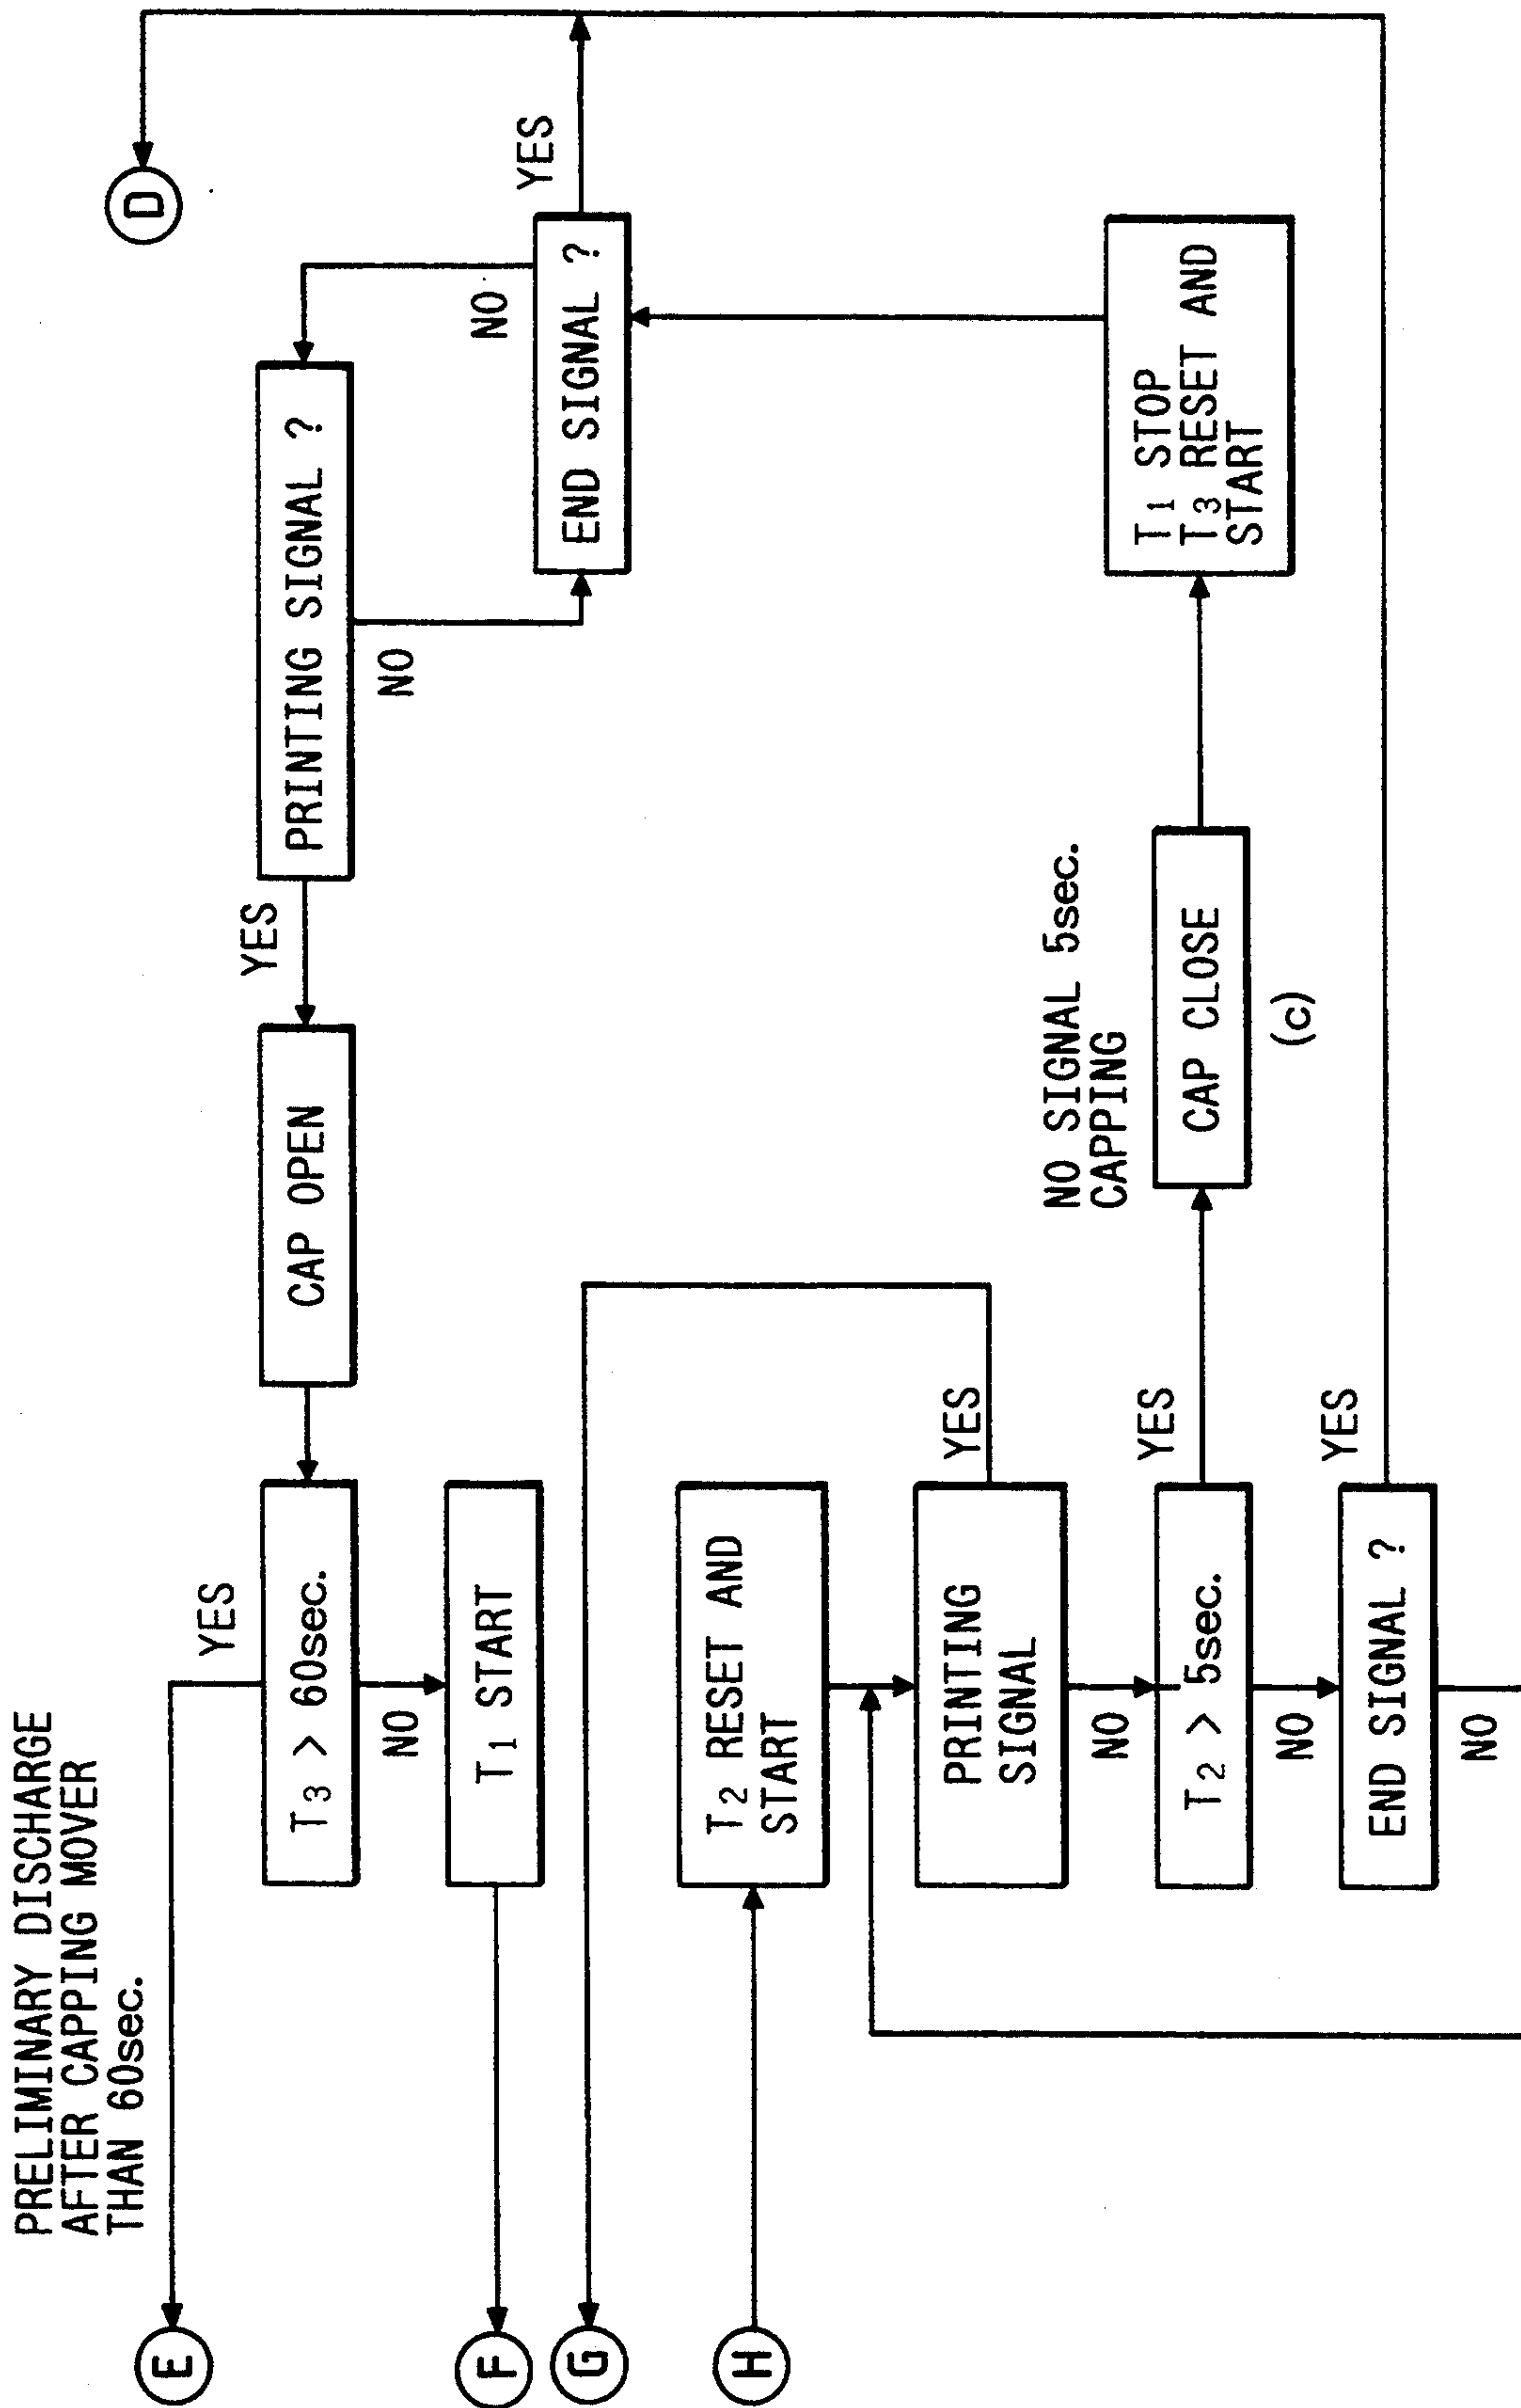 PRELIMINARY DISCHARGE
AFTER CAPPING MOVER
THAN 60sec.
E
YES
T3 > 60sec.
NO
T1 START
F
CAP OPEN
YES
PRINTING SIGNAL ?
NO
NO
END SIGNAL ?
YES
D
G
H
T2 RESET AND
START
PRINTING
SIGNAL
YES
NO
T2 > 5sec.
YES
NO
END SIGNAL ?
YES
NO
NO SIGNAL 5sec.
CAPPING
CAP CLOSE
(c)
T1 STOP
T3 RESET AND
START